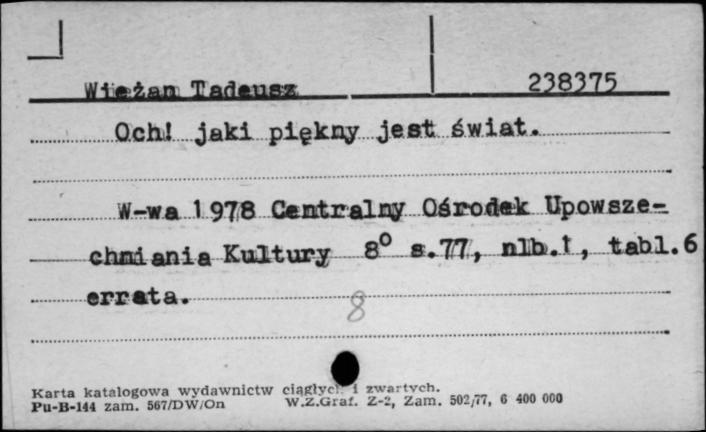 Wieżan Tadeusz 238375
Och! jaki piękny jest świat.
W-wa 1978 Centralny Ośrodek Upowsze-
chniania Kultury 8° s.77, nlb.1, tabl.6
errata.
8
Karta katalogowa wydawnictw ciągłych i zwartych.
Pu-B-144 zam. 567/DW/On W.Z.Graf. Z-2, Zam. 502/77, 6 400 000